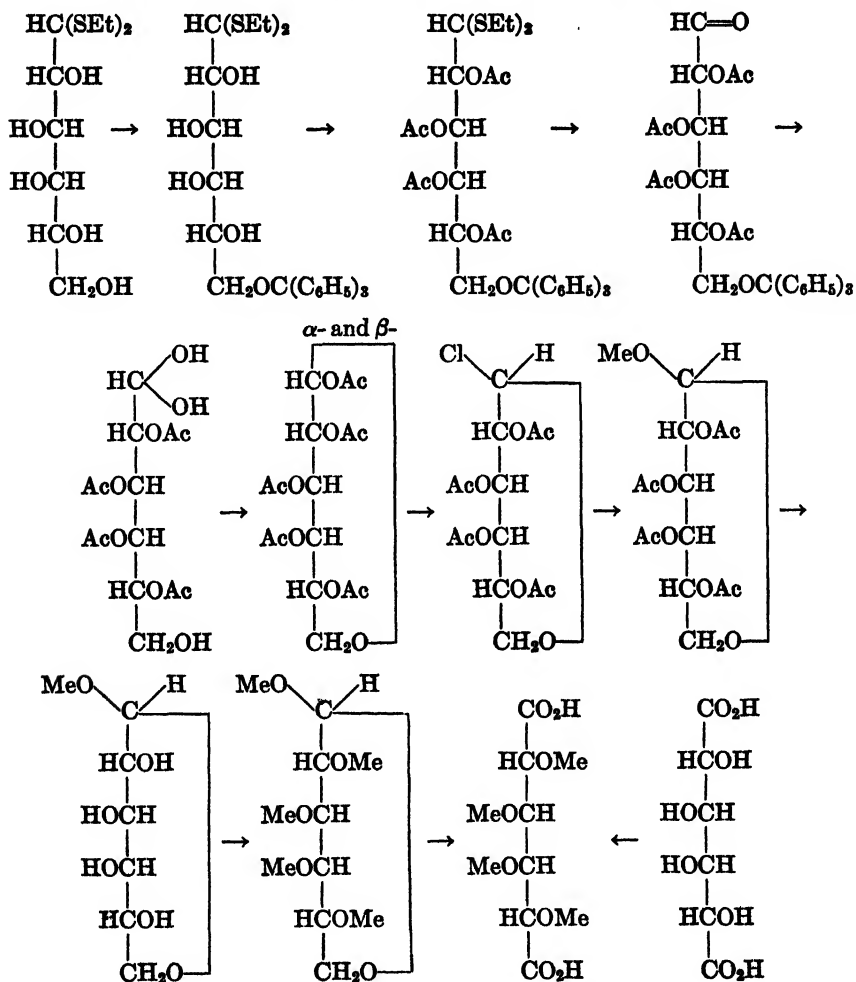 HC(SEt)₂ HC(SEt)₂ HC(SEt)₂ HC=O
HCOH HCOH HCOAc HCOAc
HOCH → HOCH → AcOCH → AcOCH →
HOCH HOCH AcOCH AcOCH
HCOH HCOH HCOAc HCOAc
CH₂OH CH₂OC(C₆H₅)₃ CH₂OC(C₆H₅)₃ CH₂OC(C₆H₅)₃
α- and β-
OH Cl H MeO H
HC HCOAc C C
OH
HCOAc HCOAc HCOAc HCOAc
AcOCH AcOCH AcOCH AcOCH
→ → → →
AcOCH AcOCH AcOCH AcOCH
HCOAc HCOAc HCOAc HCOAc
CH₂OH CH₂O CH₂O CH₂O
MeO H MeO H
C C CO₂H CO₂H
HCOH HCOMe HCOMe HCOH
HOCH MeOCH MeOCH HOCH
→ → ←
HOCH MeOCH MeOCH HOCH
HCOH HCOMe HCOMe HCOH
CH₂O CH₂O CO₂H CO₂H